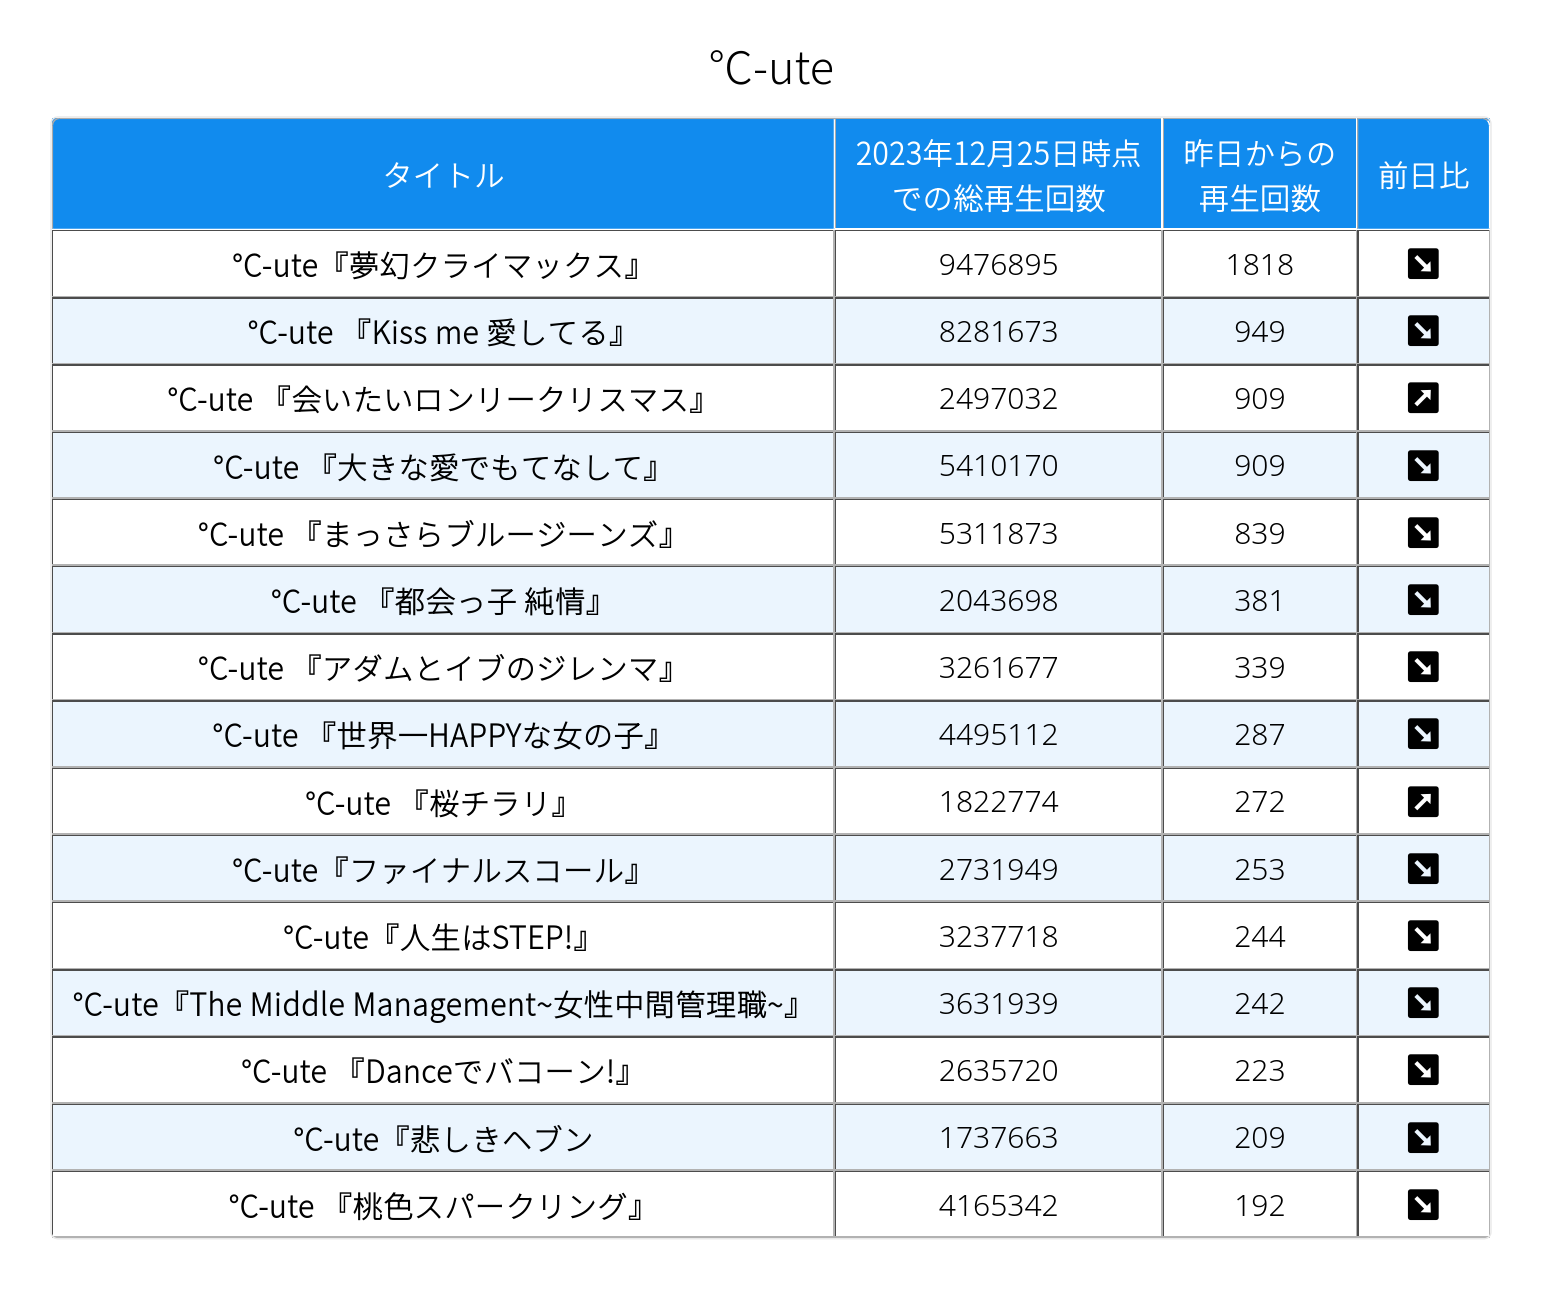 ℃-ute
タイトル
2023年12月25日時点
での総再生回数
昨日からの
再生回数
前日比
℃-ute『夢幻クライマックス』 9476895 1818
℃-ute 『Kiss me 愛してる』 8281673 949
℃-ute 『会いたいロンリークリスマス』 2497032 909
℃-ute 『大きな愛でもてなして』 5410170 909
℃-ute 『まっさらブルージーンズ』 5311873 839
℃-ute 『都会っ子 純情』 2043698 381
℃-ute 『アダムとイブのジレンマ』 3261677 339
℃-ute 『世界一HAPPYな女の子』 4495112 287
℃-ute 『桜チラリ』 1822774 272
℃-ute『ファイナルスコール』 2731949 253
℃-ute『人生はSTEP!』 3237718 244
℃-ute『The Middle Management~女性中間管理職~』 3631939 242
℃-ute 『Danceでバコーン!』 2635720 223
℃-ute『悲しきヘブン 1737663 209
℃-ute 『桃色スパークリング』 4165342 192